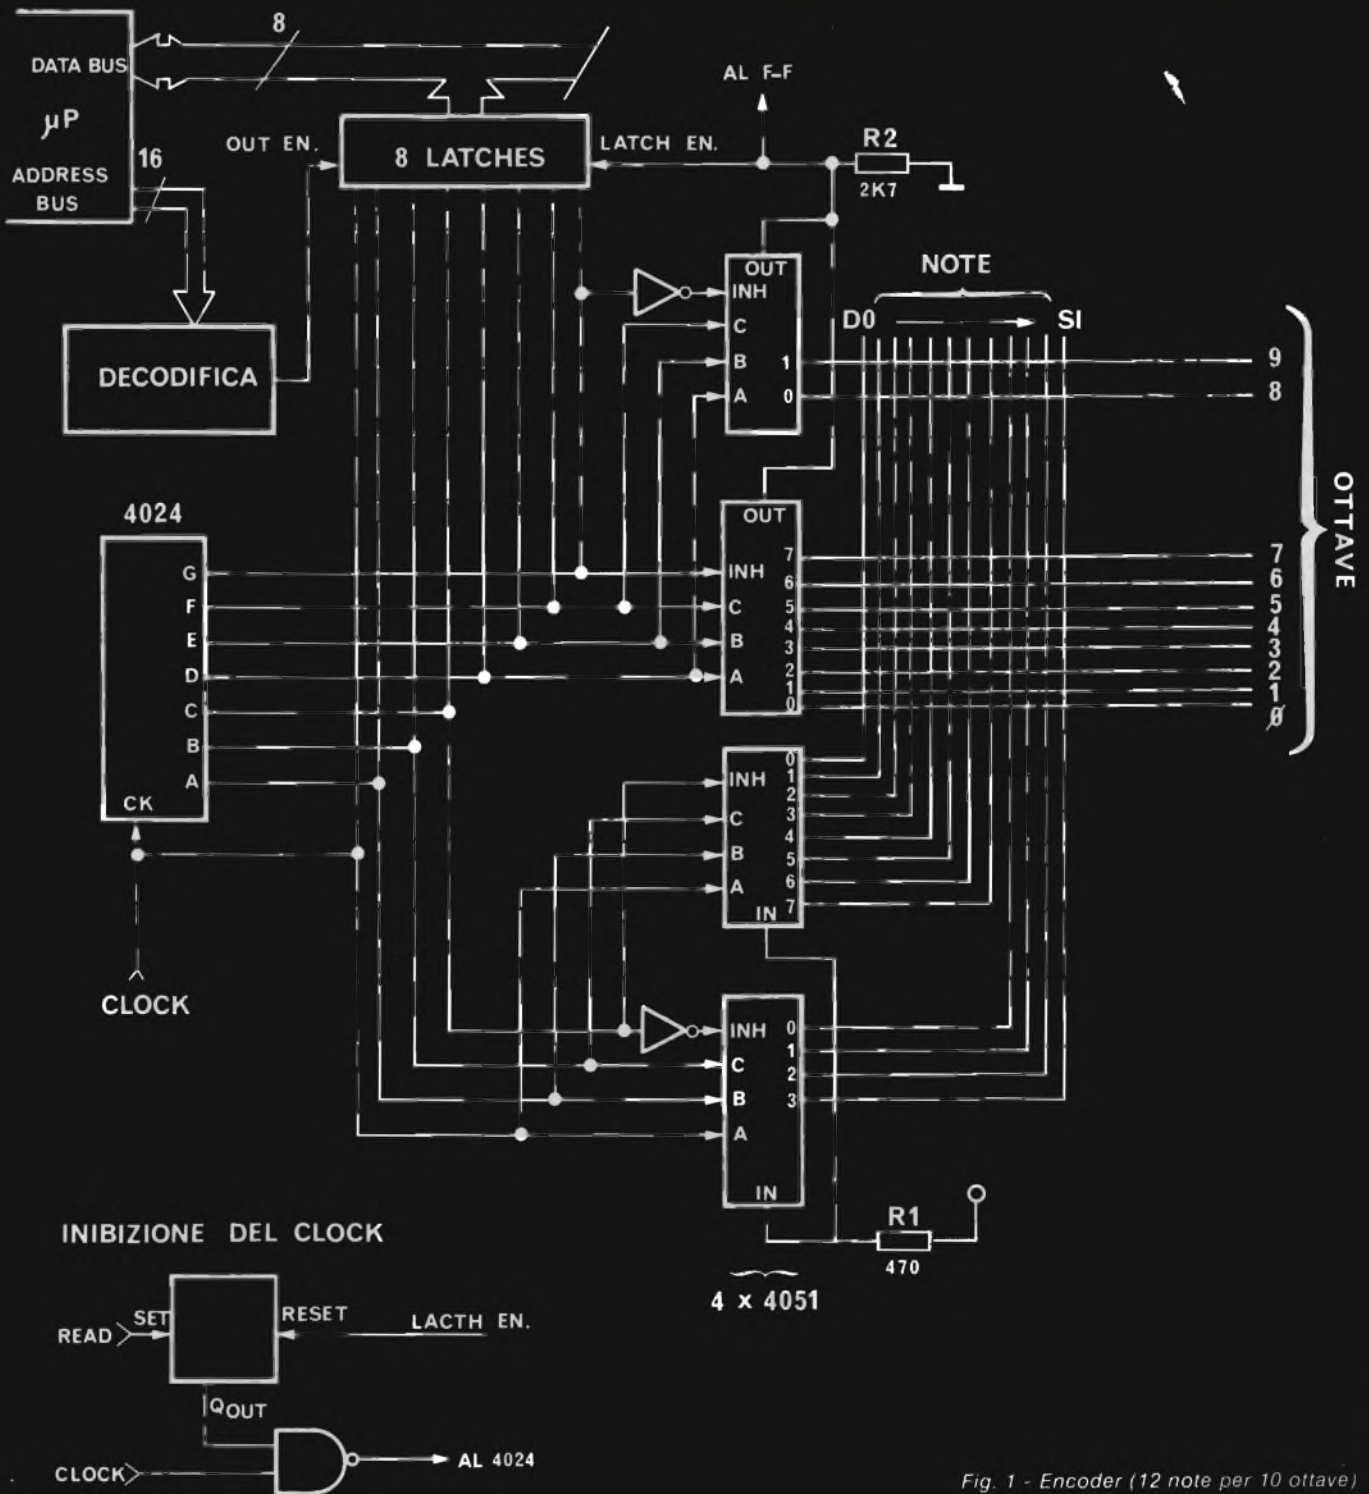 8
DATA BUS
µP
ADDRESS
BUS
16
OUT EN.
8 LATCHES
LATCH EN.
AL F-F
R2
2K7
DECODIFICA
OUT
INH
C
B
A
1
0
NOTE
D0
SI
9
8
OTTAVE
4024
G
F
E
D
C
B
A
CK
CLOCK
OUT
INH
C
B
A
7
6
5
4
3
2
1
0
7
6
5
4
3
2
1
Ø
INH
C
B
A
IN
0
1
2
3
4
5
6
7
INH
C
B
A
IN
0
1
2
3
R1
470
4 x 4051
INIBIZIONE DEL CLOCK
READ
SET
RESET
LACTH EN.
QOUT
CLOCK
AL 4024
Fig. 1 - Encoder (12 note per 10 ottave)